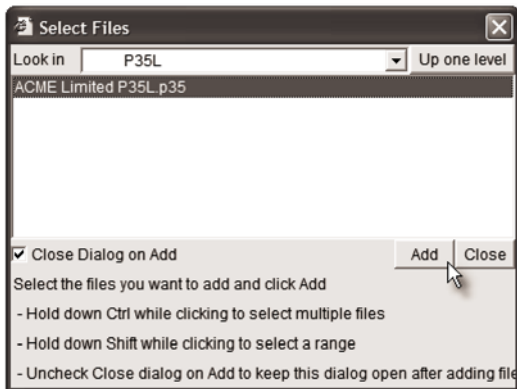 Select Files
Look in P35L Up one level
ACME Limited P35L.p35
Close Dialog on Add Add Close
Select the files you want to add and click Add
- Hold down Ctrl while clicking to select multiple files
- Hold down Shift while clicking to select a range
- Uncheck Close dialog on Add to keep this dialog open after adding file